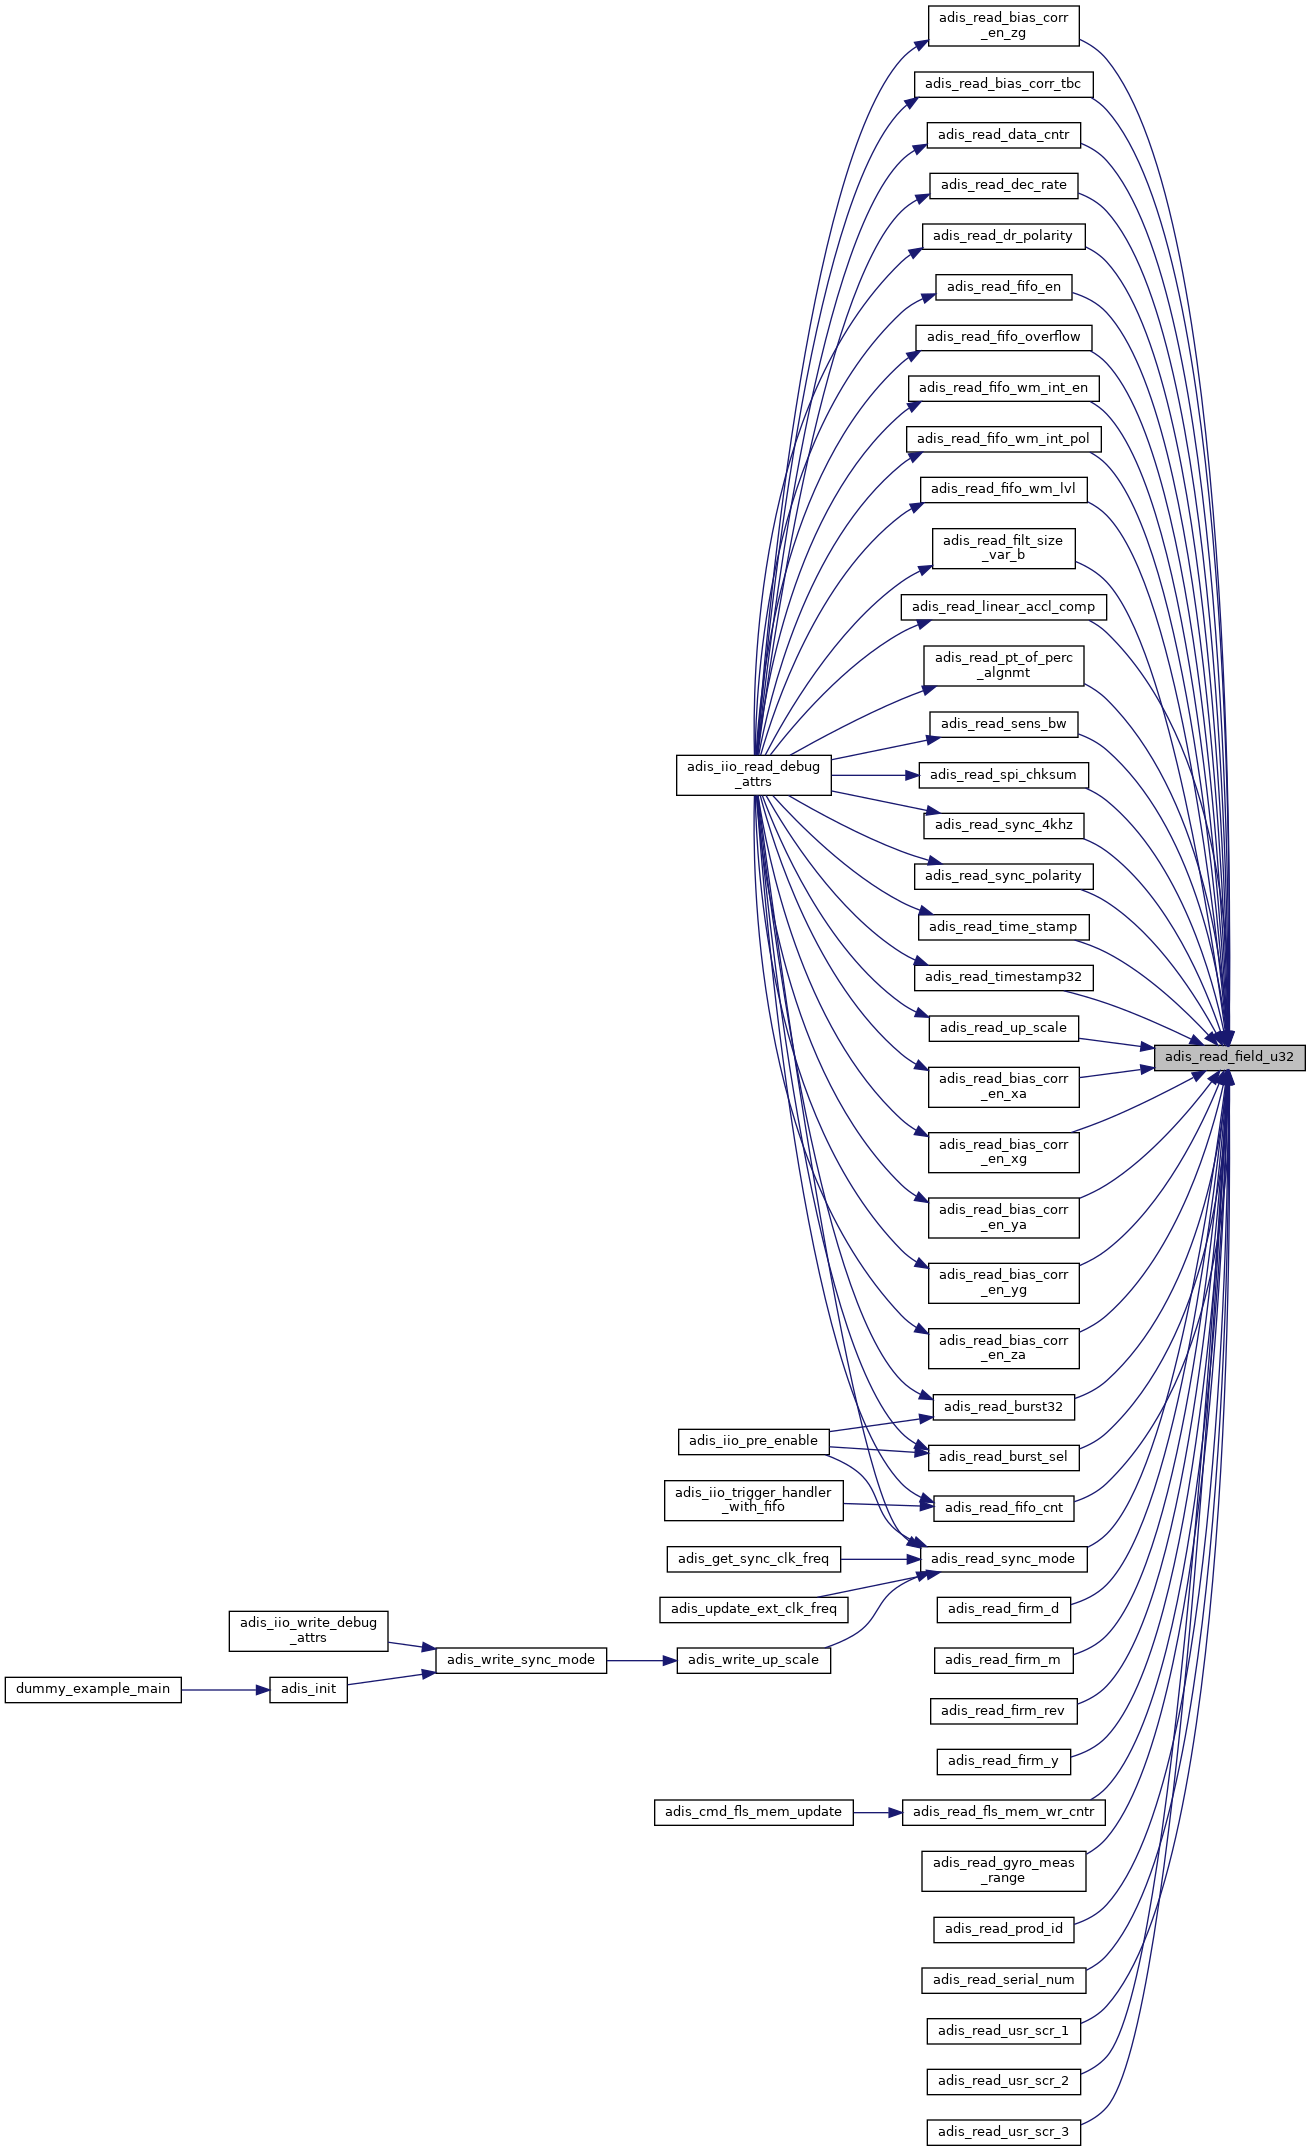 adis_read_bias_corr
_en_zg
adis_read_bias_corr_tbc
adis_read_data_cntr
adis_read_dec_rate
adis_read_dr_polarity
adis_read_fifo_en
adis_read_fifo_overflow
adis_read_fifo_wm_int_en
adis_read_fifo_wm_int_pol
adis_read_fifo_wm_lvl
adis_read_filt_size
_var_b
adis_read_linear_accl_comp
adis_read_pt_of_perc
_algnmt
adis_read_sens_bw
adis_iio_read_debug
_attrs
adis_read_spi_chksum
adis_read_sync_4khz
adis_read_sync_polarity
adis_read_time_stamp
adis_read_timestamp32
adis_read_up_scale
adis_read_field_u32
adis_read_bias_corr
_en_xa
adis_read_bias_corr
_en_xg
adis_read_bias_corr
_en_ya
adis_read_bias_corr
_en_yg
adis_read_bias_corr
_en_za
adis_read_burst32
adis_iio_pre_enable
adis_read_burst_sel
adis_iio_trigger_handler
_with_fifo
adis_read_fifo_cnt
adis_get_sync_clk_freq
adis_read_sync_mode
adis_update_ext_clk_freq
adis_read_firm_d
adis_iio_write_debug
_attrs
adis_write_sync_mode
adis_write_up_scale
adis_read_firm_m
dummy_example_main
adis_init
adis_read_firm_rev
adis_read_firm_y
adis_cmd_fls_mem_update
adis_read_fls_mem_wr_cntr
adis_read_gyro_meas
_range
adis_read_prod_id
adis_read_serial_num
adis_read_usr_scr_1
adis_read_usr_scr_2
adis_read_usr_scr_3